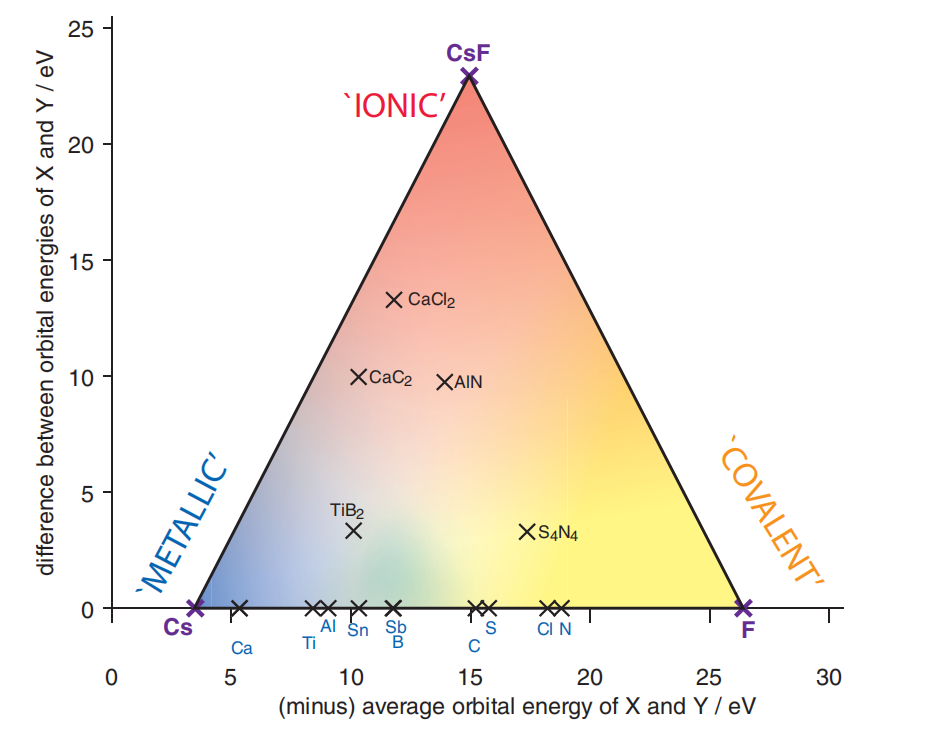 25
CsF
`IONIC'
20
15
CaCl₂
10
CaC₂
AlN
5
TiB₂
S₄N₄
`METALLIC'
`COVALENT'
0
Cs
Ca
Ti
Al
Sn
Sb
B
C
S
Cl
N
F
0 5 10 15 20 25 30
(minus) average orbital energy of X and Y / eV
difference between orbital energies of X and Y / eV